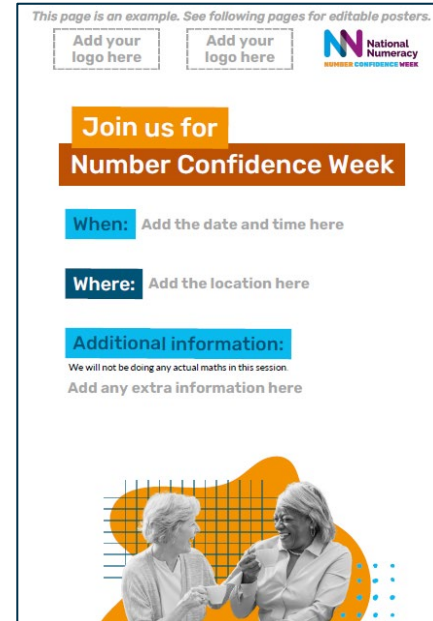 This page is an example. See following pages for editable posters.
Add your
logo here
Add your
logo here
National
Numeracy
NUMBER CONFIDENCE WEEK
Join us for
Number Confidence Week
When: Add the date and time here
Where: Add the location here
Additional information:
We will not be doing any actual maths in this session.
Add any extra information here